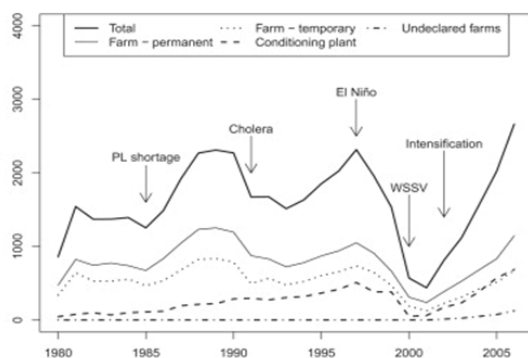 Total
Farm − permanent
Farm − temporary
Conditioning plant
Undeclared farms
4000
3000
2000
1000
0
PL shortage
Cholera
El Niño
WSSV
Intensification
1980
1985
1990
1995
2000
2005